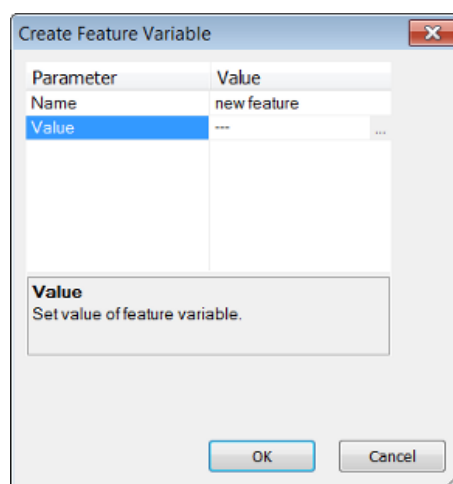 Create Feature Variable
Parameter Value
Name new feature
Value --- ...
Value
Set value of feature variable.
OK Cancel